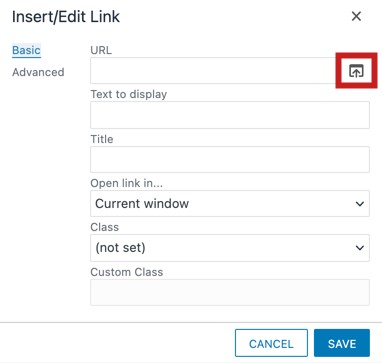 Insert/Edit Link
Basic
Advanced
URL
Text to display
Title
Open link in...
Current window
Class
(not set)
Custom Class
CANCEL
SAVE